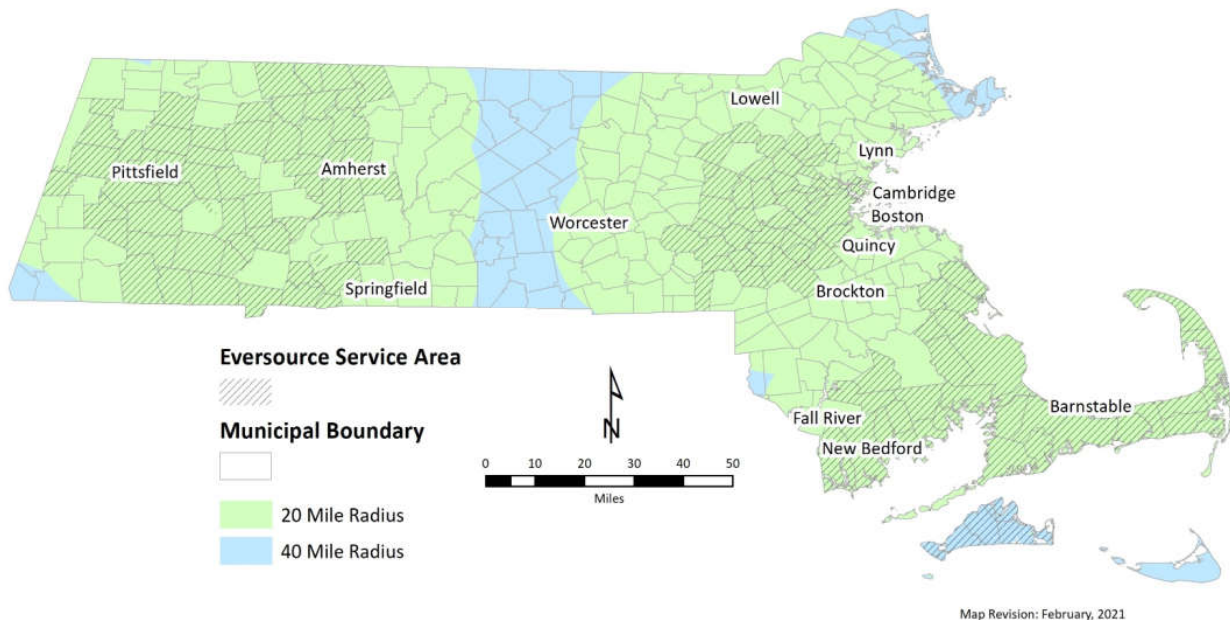 Lowell
Lynn
Pittsfield
Amherst
Cambridge
Boston
Worcester
Quincy
Springfield
Brockton
Eversource Service Area
Municipal Boundary
20 Mile Radius
40 Mile Radius
N
0 10 20 30 40 50
Miles
Fall River
Barnstable
New Bedford
Map Revision: February, 2021